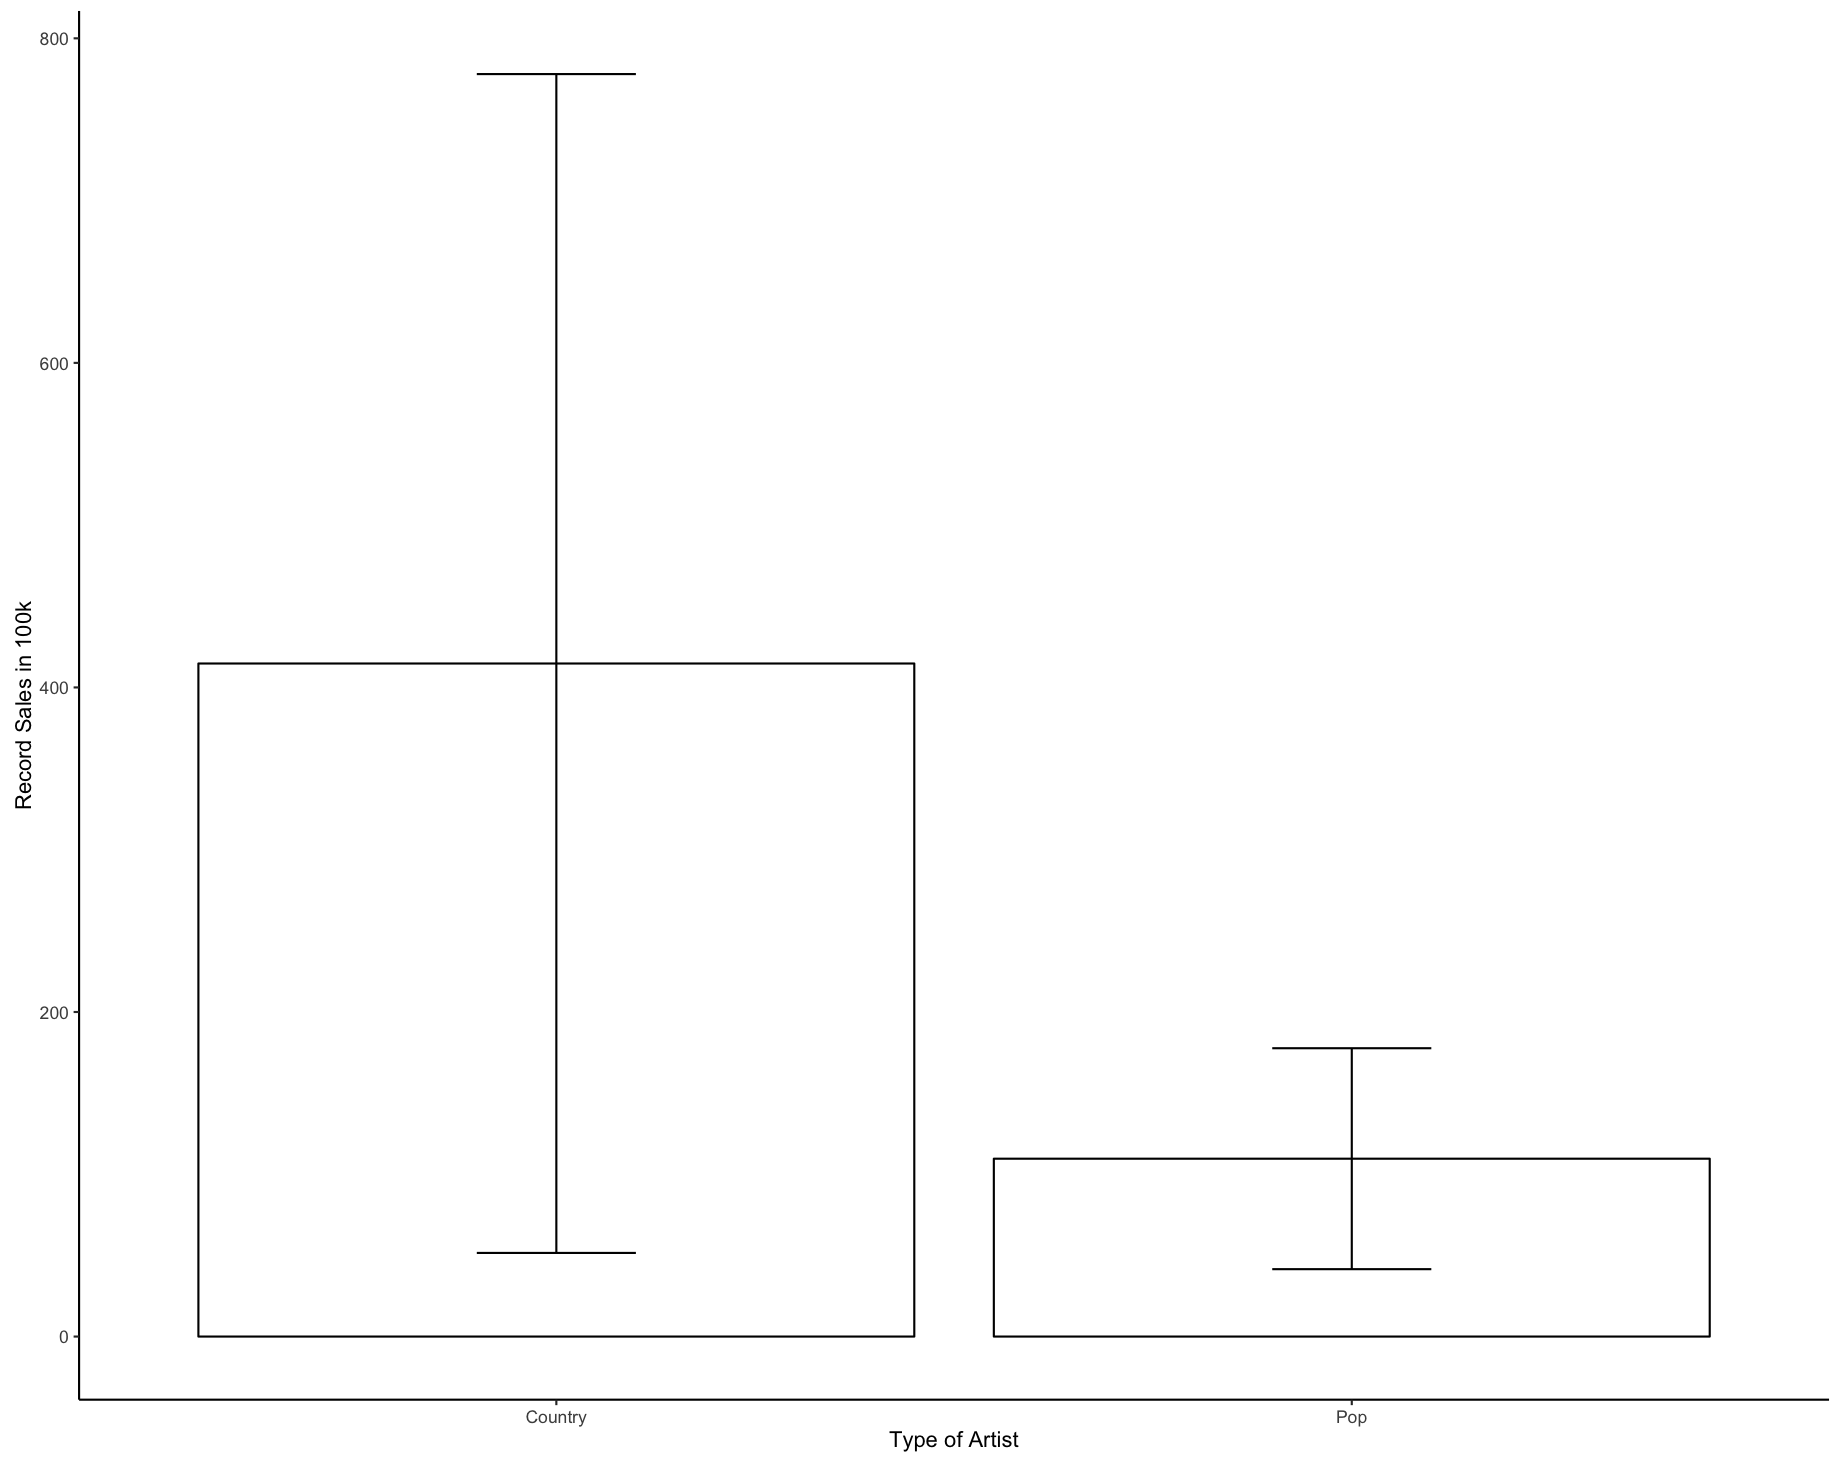 800
600
400
200
0
Record Sales in 100k
Country
Pop
Type of Artist